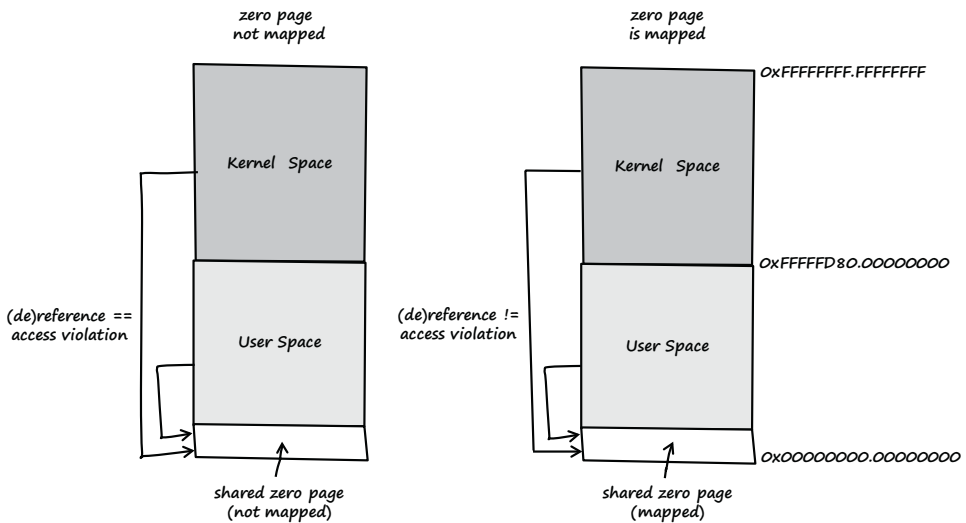 zero page
not mapped
zero page
is mapped
0xFFFFFFFF.FFFFFFFF
Kernel Space
Kernel Space
0xFFFFFD80.00000000
(de)reference ==
access violation
(de)reference !=
access violation
User Space
User Space
0x00000000.00000000
shared zero page
(not mapped)
shared zero page
(mapped)